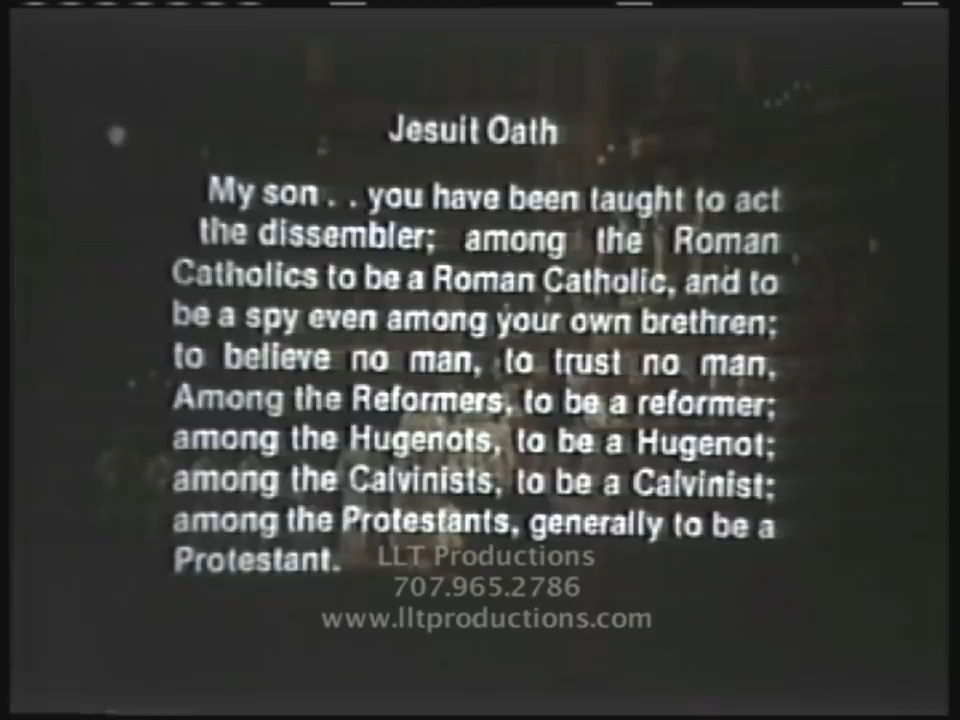 Jesuit Oath
My son . . you have been taught to act
the dissembler; among the Roman
Catholics to be a Roman Catholic, and to
be a spy even among your own brethren;
to believe no man, to trust no man,
Among the Reformers, to be a reformer;
among the Hugenots, to be a Hugenot;
among the Calvinists, to be a Calvinist;
among the Protestants, generally to be a
Protestant.
LLT Productions
707.965.2786
www.lltproductions.com